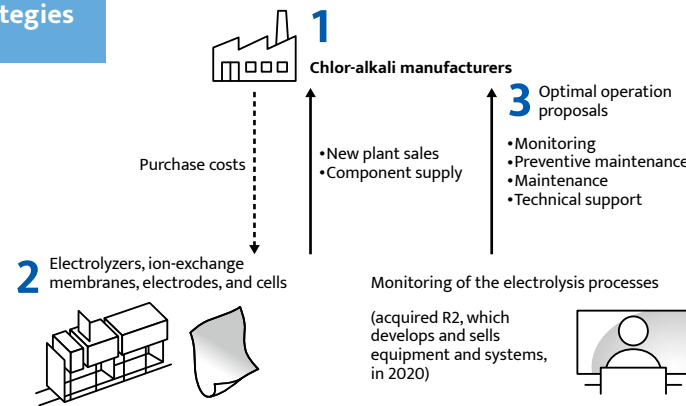 tegies
1
Chlor-alkali manufacturers
3
Optimal operation
proposals
Purchase costs
•New plant sales
•Component supply
•Monitoring
•Preventive maintenance
•Maintenance
•Technical support
2
Electrolyzers, ion-exchange
membranes, electrodes, and cells
Monitoring of the electrolysis processes
(acquired R2, which
develops and sells
equipment and systems,
in 2020)